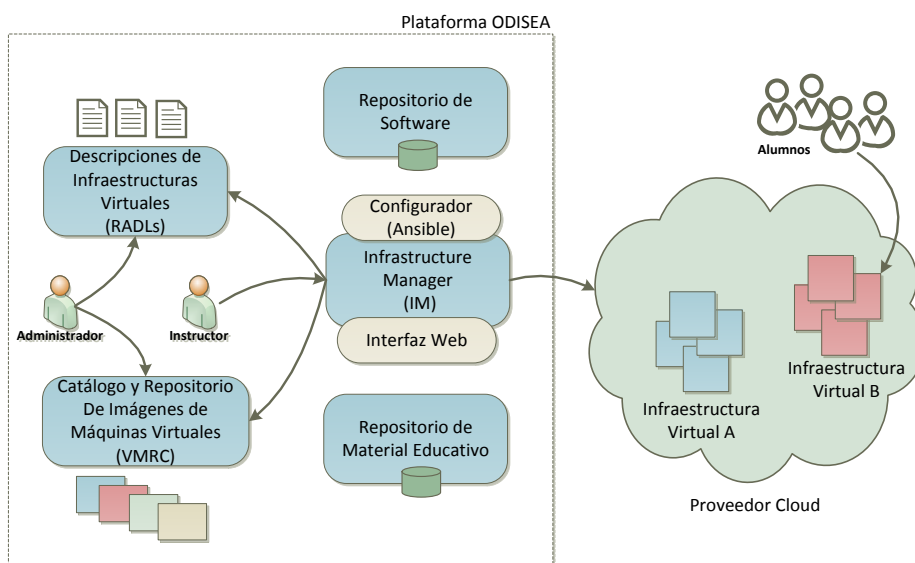 Plataforma ODISEA
Descripciones de
Infraestructuras
Virtuales
(RADLs)
Repositorio de
Software
Alumnos
Configurador
(Ansible)
Infrastructure
Manager
(IM)
Interfaz Web
Administrador
Instructor
Catálogo y Repositorio
De Imágenes de
Máquinas Virtuales
(VMRC)
Repositorio de
Material Educativo
Infraestructura
Virtual A
Infraestructura
Virtual B
Proveedor Cloud